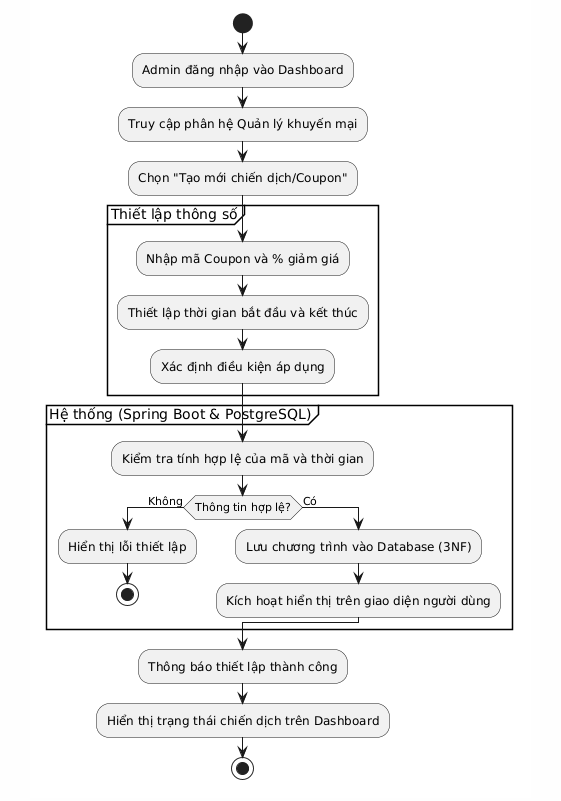 Admin đăng nhập vào Dashboard
Truy cập phân hệ Quản lý khuyến mại
Chọn "Tạo mới chiến dịch/Coupon"
Thiết lập thông số
Nhập mã Coupon và % giảm giá
Thiết lập thời gian bắt đầu và kết thúc
Xác định điều kiện áp dụng
Hệ thống (Spring Boot & PostgreSQL)
Kiểm tra tính hợp lệ của mã và thời gian
Không
Thông tin hợp lệ?
Có
Hiển thị lỗi thiết lập
Lưu chương trình vào Database (3NF)
Kích hoạt hiển thị trên giao diện người dùng
Thông báo thiết lập thành công
Hiển thị trạng thái chiến dịch trên Dashboard